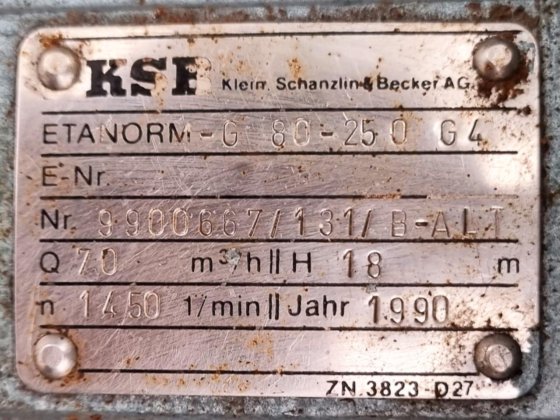 KSB Klein, Schanzlin & Becker AG
ETANORM-G 80-250 G4
E-Nr.
Nr. 9900667/131/B-ALT
Q 70 m³/h H 18 m
n 1450 1/min Jahr 1990
ZN 3823-D27